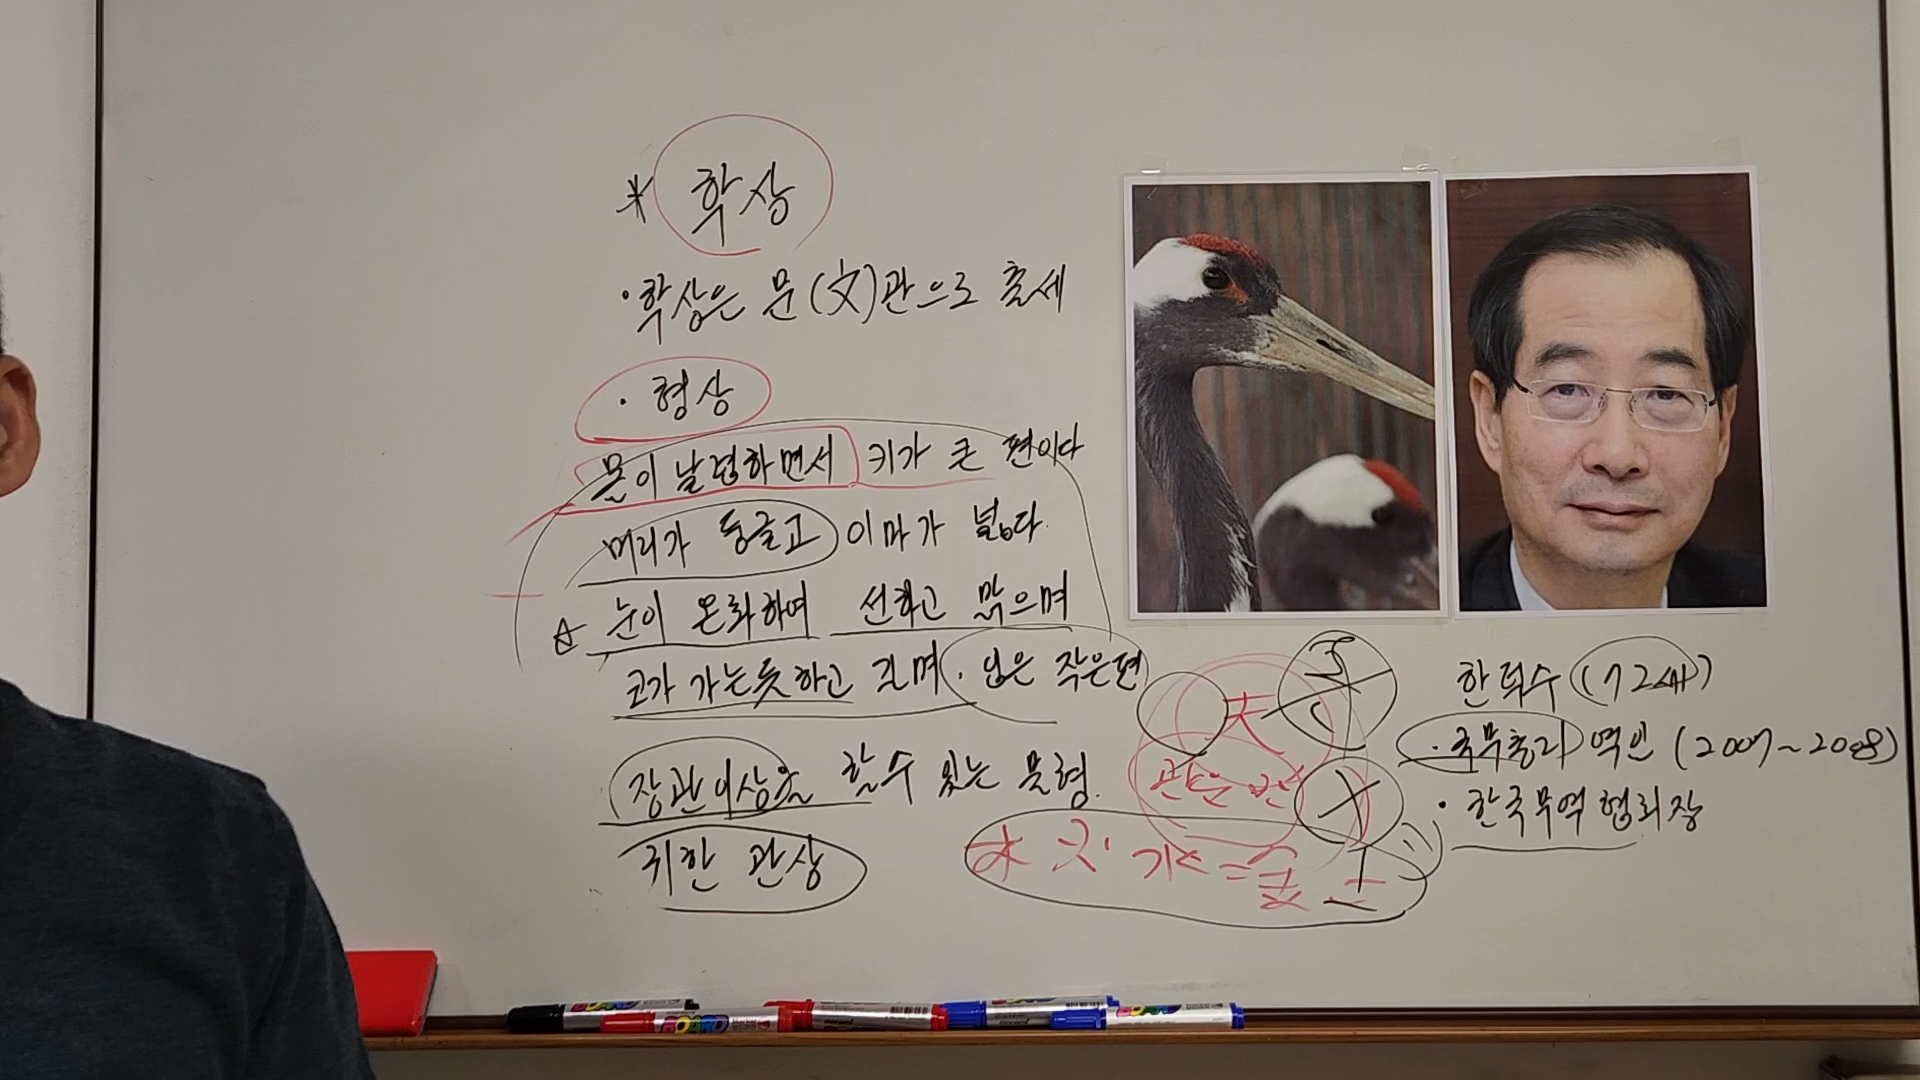 * 학상
· 학상은 문(文)관으로 출세
· 형상
몸이 날렵하면서 키가 큰 편이다
머리가 둥글고 이마가 넓다.
☆ 눈이 온화하며 선하고 맑으며
코가 가는듯하고 길며. 입은 작은편
장관이상을 할수 있는 물형.
귀한 관상
한덕수 (72세)
· 국무총리 역임 (2007~2008)
· 한국무역협회장
BOARD
BOARD